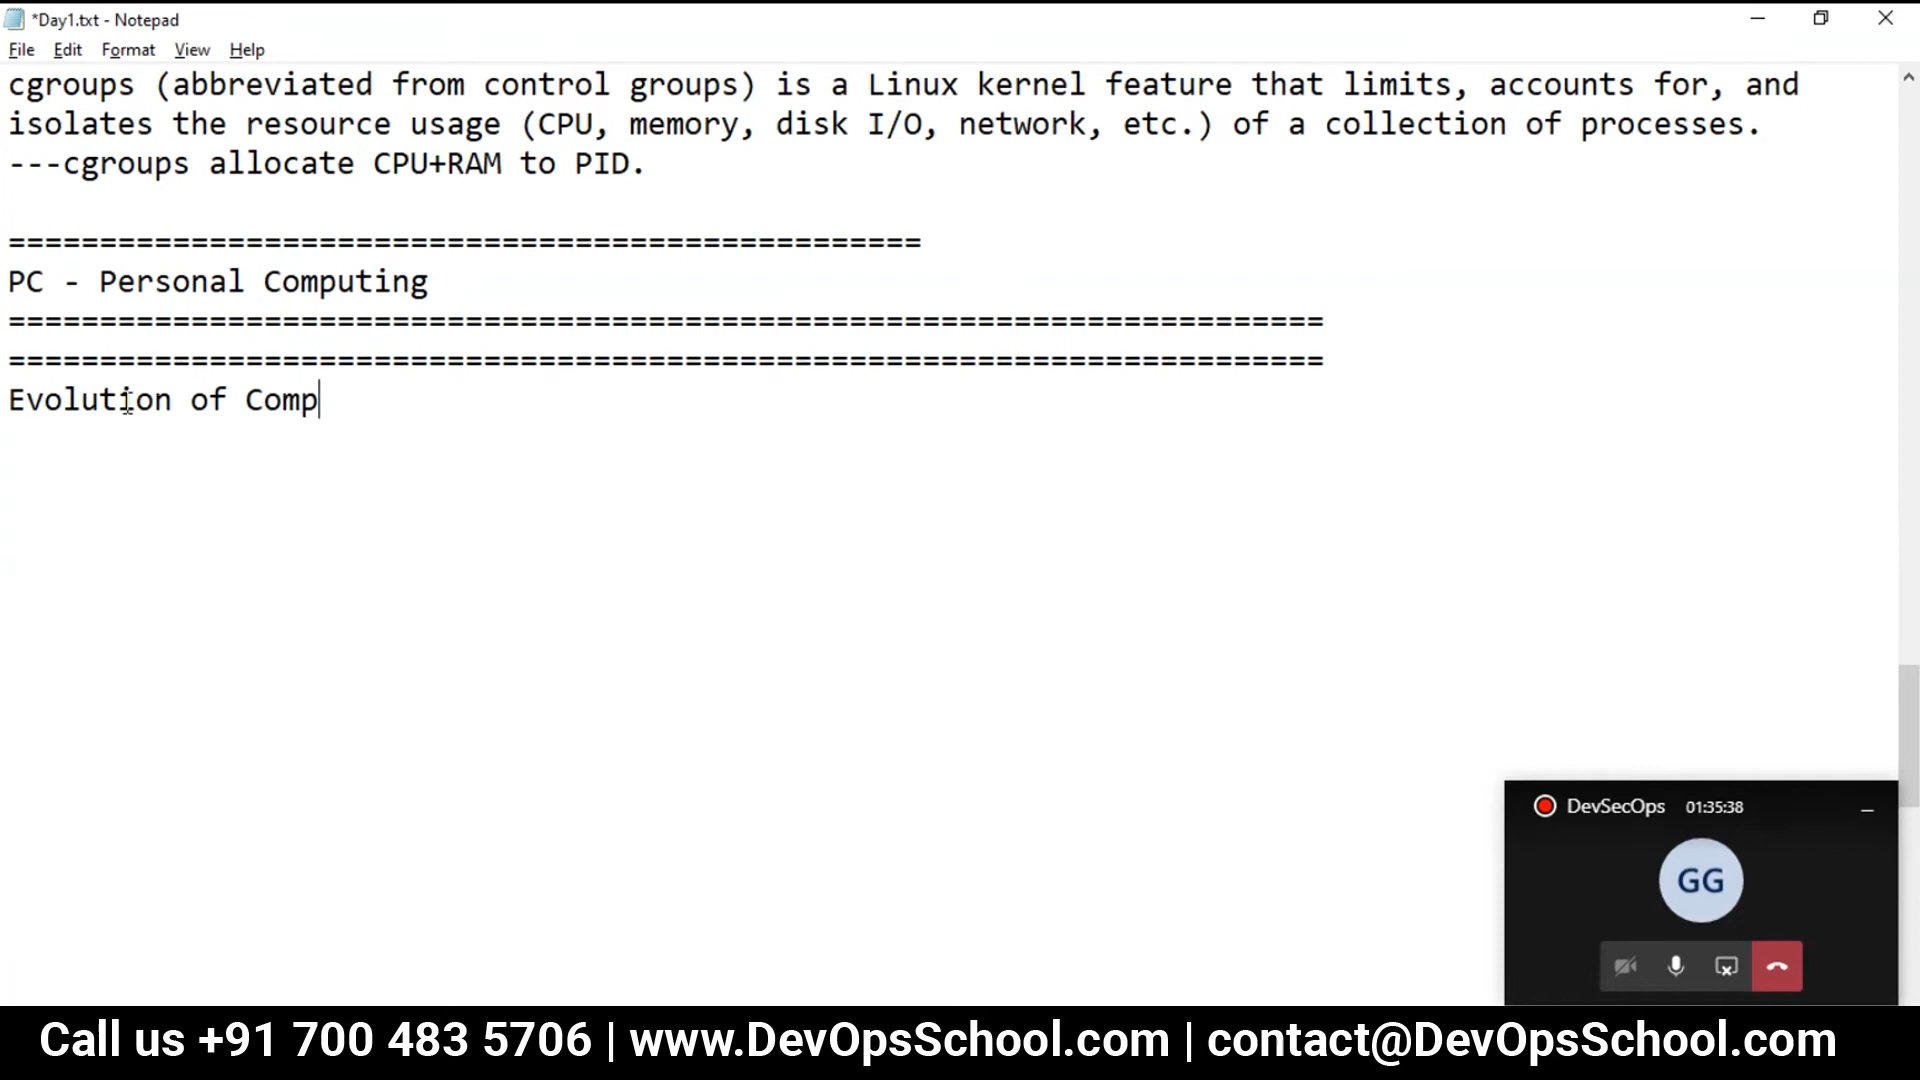 *Day1.txt - Notepad
File Edit Format View Help
cgroups (abbreviated from control groups) is a Linux kernel feature that limits, accounts for, and
isolates the resource usage (CPU, memory, disk I/O, network, etc.) of a collection of processes.
---cgroups allocate CPU+RAM to PID.
==================================================
PC - Personal Computing
========================================================================
========================================================================
Evolution of Comp
DevSecOps 01:35:38
GG
Call us +91 700 483 5706 | www.DevOpsSchool.com | contact@DevOpsSchool.com